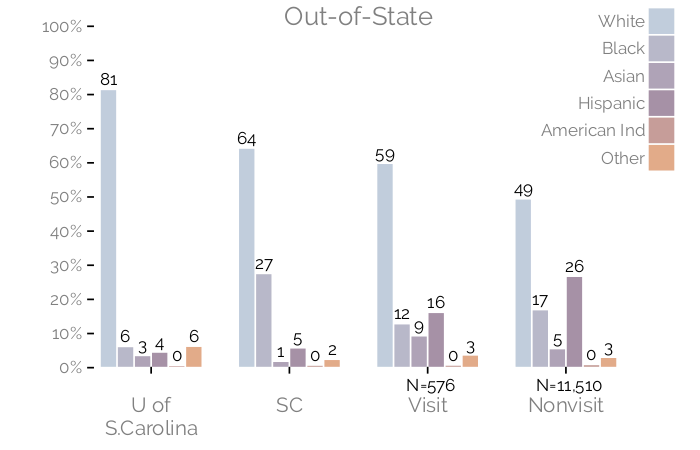 Out-of-State
100%
90%
80%
70%
60%
50%
40%
30%
20%
10%
0%
White
Black
Asian
Hispanic
American Ind
Other
81
6
3
4
0
6
64
27
1
5
0
2
59
12
9
16
0
3
49
17
5
26
0
3
N=576
N=11,510
U of
S.Carolina
SC
Visit
Nonvisit